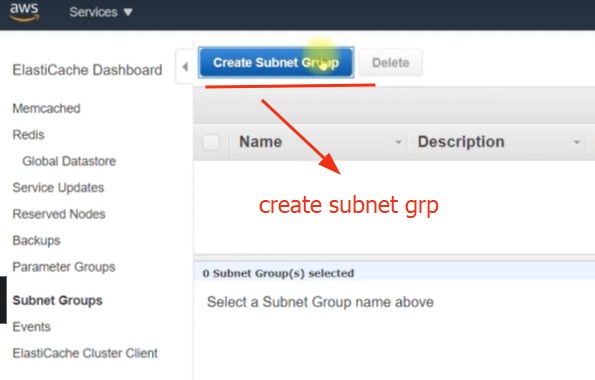 aws
Services
ElastiCache Dashboard
Create Subnet Group
Delete
Memcached
Redis
Global Datastore
Service Updates
Reserved Nodes
Backups
Parameter Groups
Subnet Groups
Events
ElastiCache Cluster Client
Name
Description
create subnet grp
0 Subnet Group(s) selected
Select a Subnet Group name above